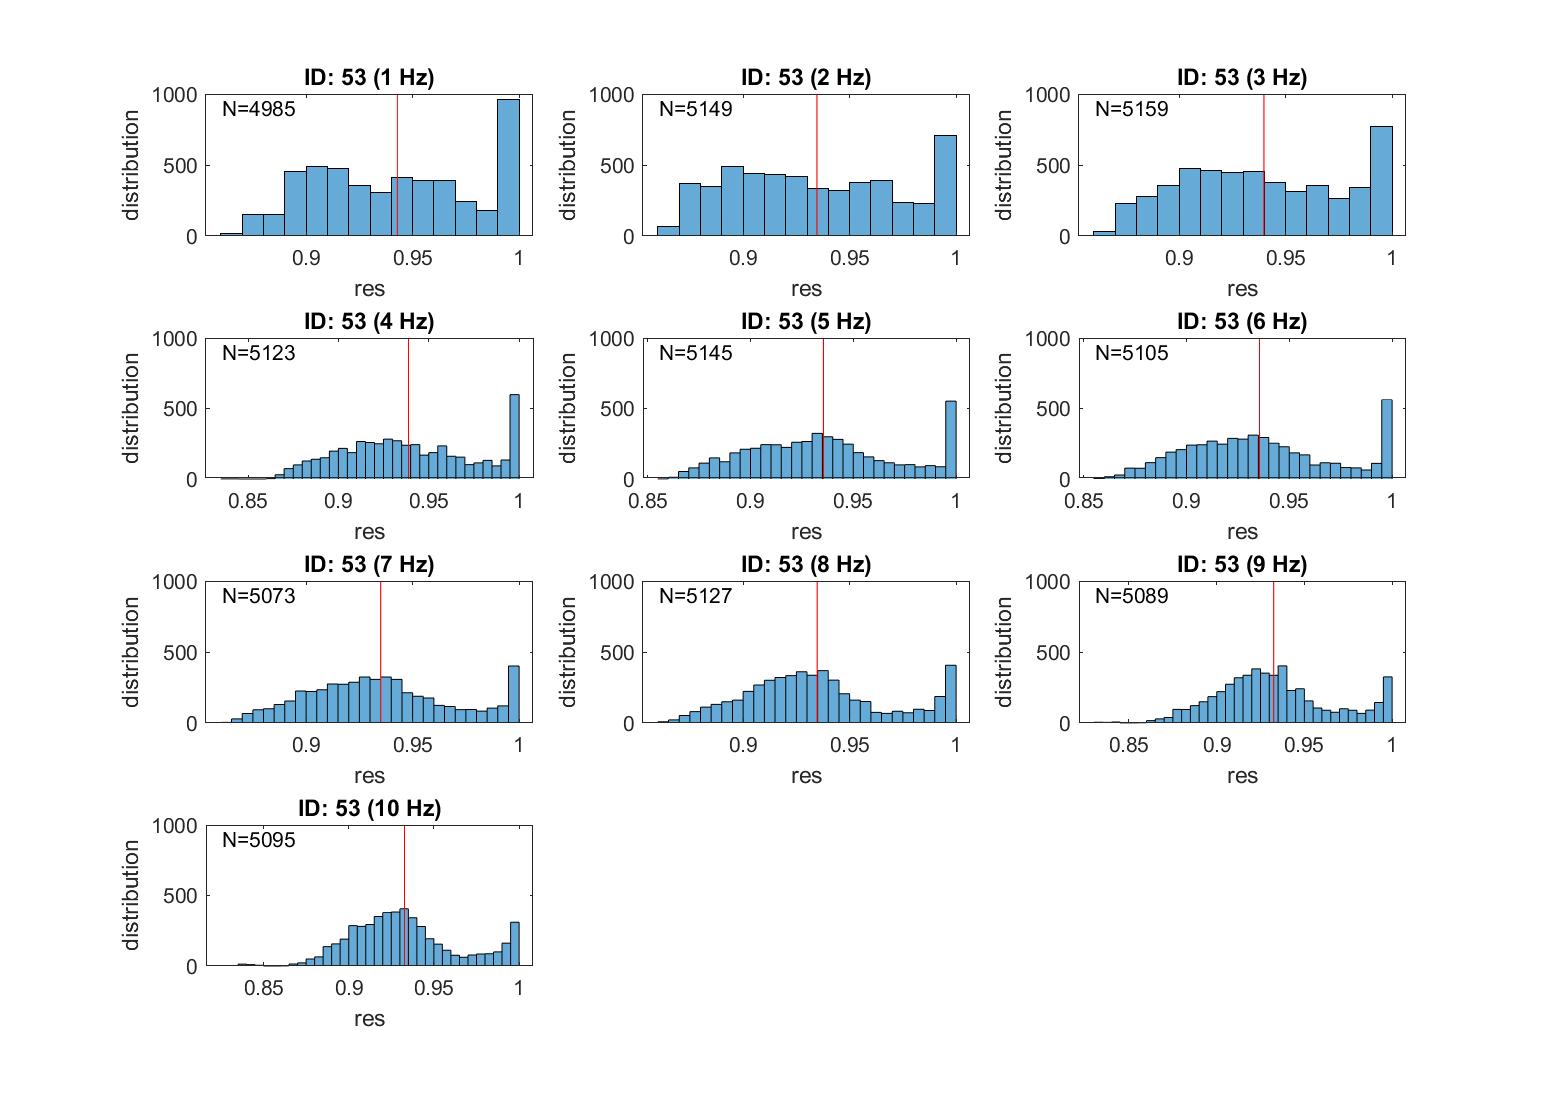 ID: 53 (1 Hz)
N=4985
1000
500
0
distribution
0.9
0.95
1
res
ID: 53 (2 Hz)
N=5149
1000
500
0
distribution
0.9
0.95
1
res
ID: 53 (3 Hz)
N=5159
1000
500
0
distribution
0.9
0.95
1
res
ID: 53 (4 Hz)
N=5123
1000
500
0
distribution
0.85
0.9
0.95
1
res
ID: 53 (5 Hz)
N=5145
1000
500
0
distribution
0.85
0.9
0.95
1
res
ID: 53 (6 Hz)
N=5105
1000
500
0
distribution
0.85
0.9
0.95
1
res
ID: 53 (7 Hz)
N=5073
1000
500
0
distribution
0.9
0.95
1
res
ID: 53 (8 Hz)
N=5127
1000
500
0
distribution
0.9
0.95
1
res
ID: 53 (9 Hz)
N=5089
1000
500
0
distribution
0.85
0.9
0.95
1
res
ID: 53 (10 Hz)
N=5095
1000
500
0
distribution
0.85
0.9
0.95
1
res